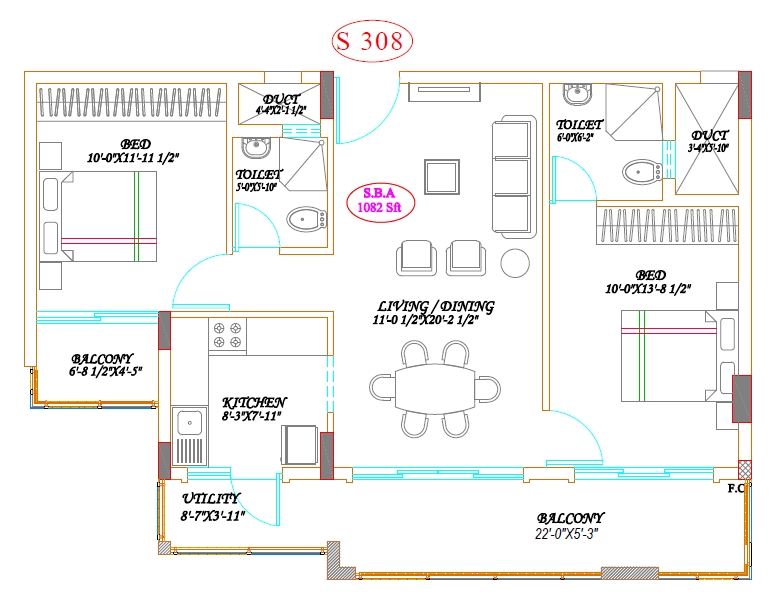 S 308
DUCT
4'-4"X2'-1 1/2"
BED
10'-0"X11'-11 1/2"
TOILET
5'-0"X5'-10"
TOILET
6'-0"X6'-2"
DUCT
3'-4"X5'-10"
S.B.A
1082 Sft
BED
10'-0"X13'-8 1/2"
LIVING / DINING
11'-0 1/2"X20'-2 1/2"
BALCONY
6'-8 1/2"X4'-5"
KITCHEN
8'-3"X7'-11"
UTILITY
8'-7"X3'-11"
F.C
BALCONY
22'-0"X5'-3"